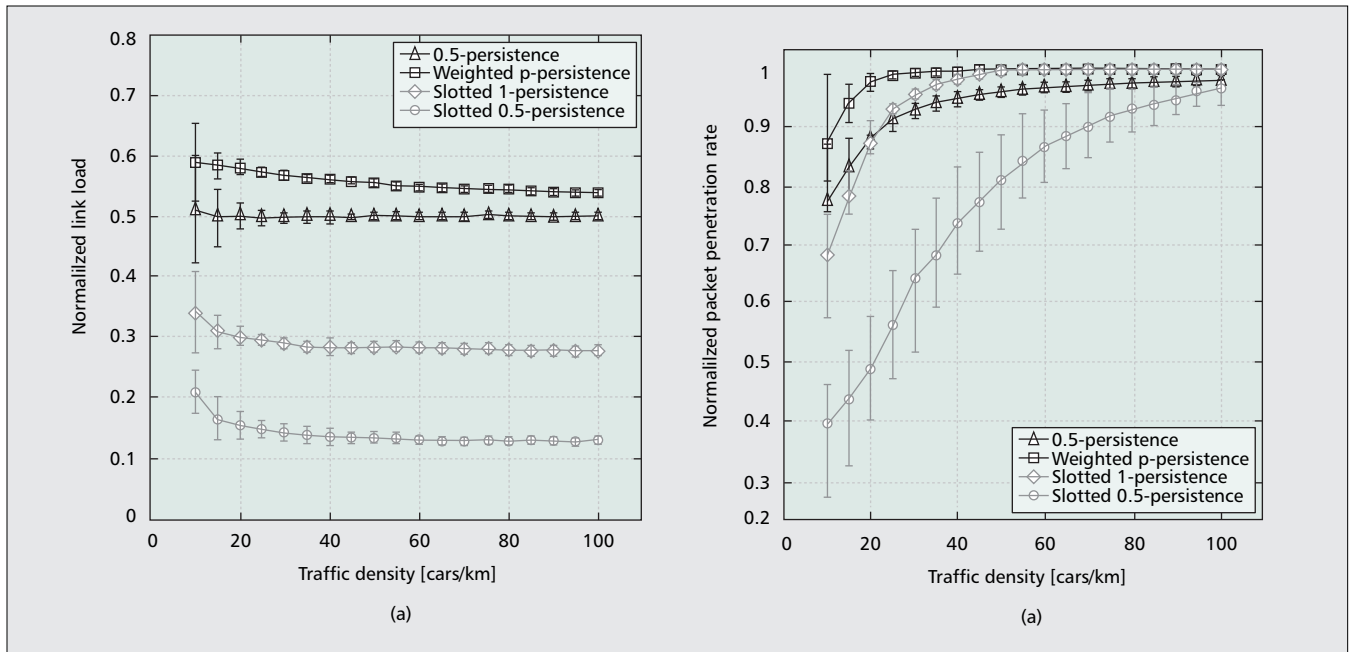 0.8
0.7
0.6
0.5
0.4
0.3
0.2
0.1
0
Normalilzed link load
0.5-persistence
Weighted p-persistence
Slotted 1-persistence
Slotted 0.5-persistence
0 20 40 60 80 100
Traffic density [cars/km]
(a)
1
0.9
0.8
0.7
0.6
0.5
0.4
0.3
0.2
Normalilzed packet penetration rate
0.5-persistence
Weighted p-persistence
Slotted 1-persistence
Slotted 0.5-persistence
0 20 40 60 80 100
Traffic density [cars/km]
(a)